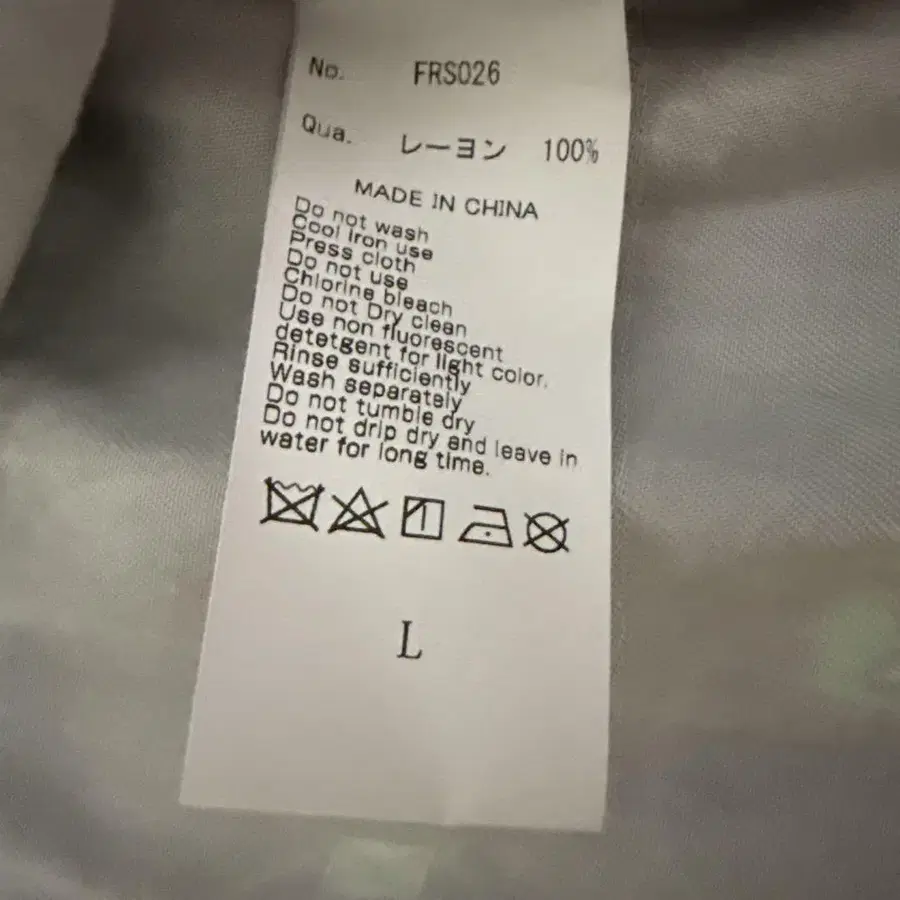 No. FRS026
Qua. レーヨン 100%
MADE IN CHINA
Do not wash
Cool iron use
Press cloth
Do not use
Chlorine bleach
Do not Dry clean
Use non fluorescent
detetgent for light color.
Rinse sufficiently
Wash separately
Do not tumble dry
Do not drip dry and leave in
water for long time.
L